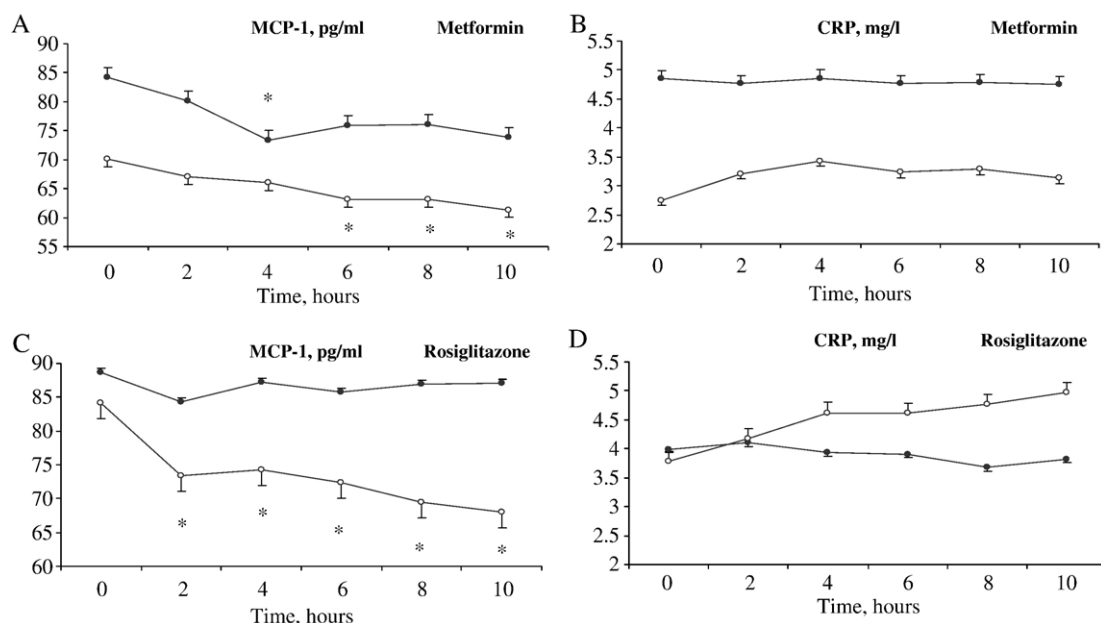 A MCP-1, pg/ml Metformin
90
85
80
75
70
65
60
55
*
* * *
0 2 4 6 8 10
Time, hours
B CRP, mg/l Metformin
5.5
5
4.5
4
3.5
3
2.5
2
0 2 4 6 8 10
Time, hours
C MCP-1, pg/ml Rosiglitazone
90
85
80
75
70
65
60
* * * * *
0 2 4 6 8 10
Time, hours
D CRP, mg/l Rosiglitazone
5.5
5
4.5
4
3.5
3
2.5
2
0 2 4 6 8 10
Time, hours